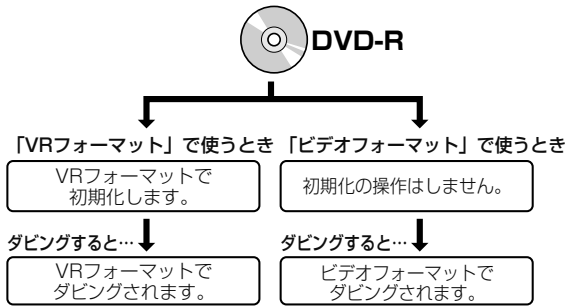 DVD-R
「VRフォーマット」で使うとき
VRフォーマットで
初期化します。
ダビングすると…
VRフォーマットで
ダビングされます。
「ビデオフォーマット」で使うとき
初期化の操作はしません。
ダビングすると…
ビデオフォーマットで
ダビングされます。